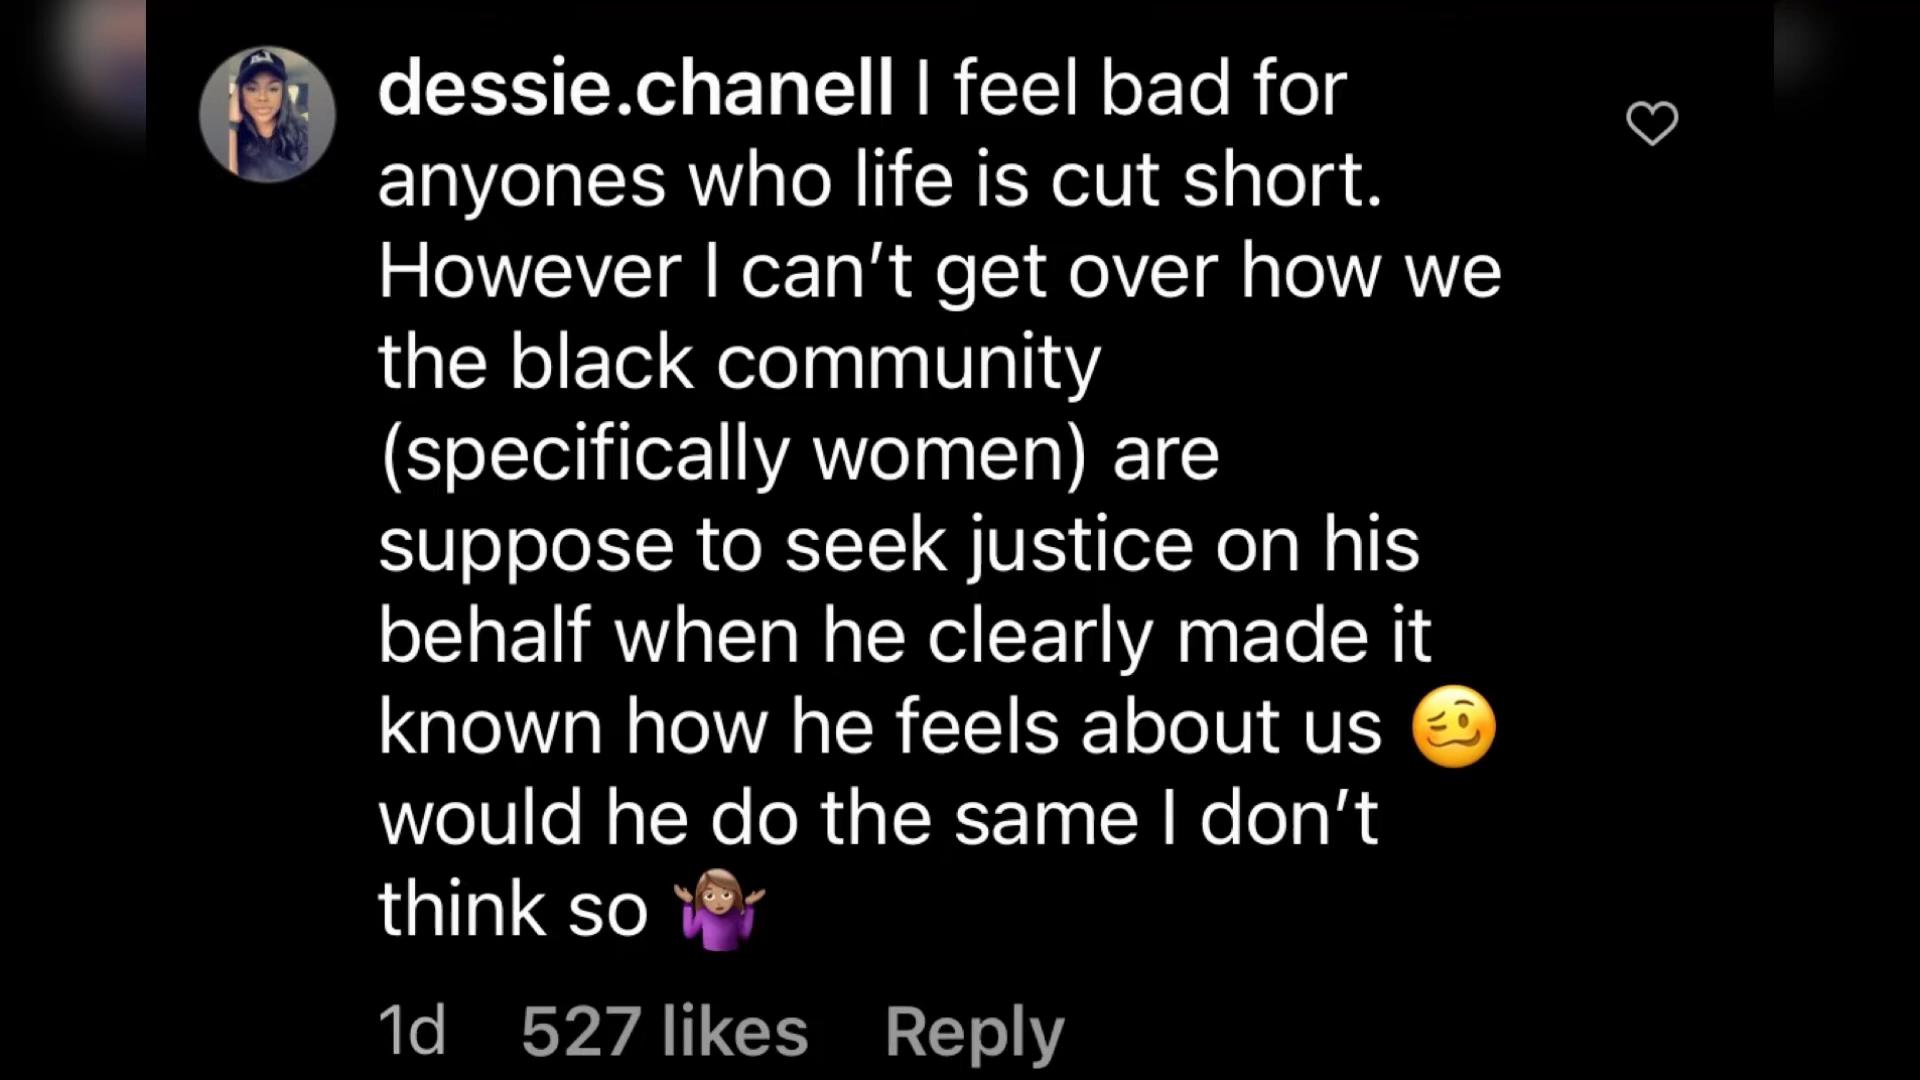 dessie.chanell I feel bad for
anyones who life is cut short.
However I can't get over how we
the black community
(specifically women) are
suppose to seek justice on his
behalf when he clearly made it
known how he feels about us 🥴
would he do the same I don't
think so 🤷🏽‍♀️
1d 527 likes Reply